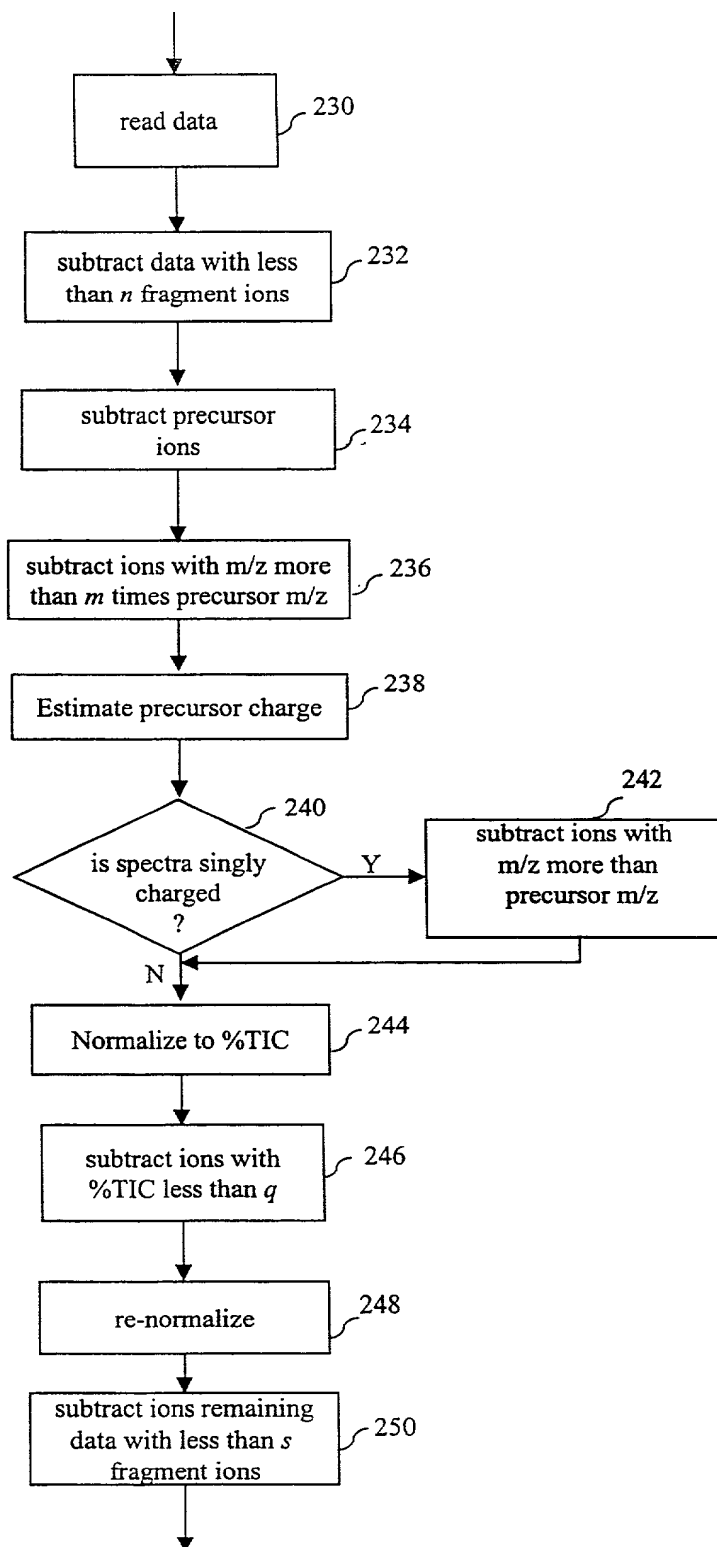 read data
230
subtract data with less
than n fragment ions
232
subtract precursor
ions
234
subtract ions with m/z more
than m times precursor m/z
236
Estimate precursor charge
238
240
is spectra singly
charged
?
Y
N
242
subtract ions with
m/z more than
precursor m/z
Normalize to %TIC
244
subtract ions with
%TIC less than q
246
re-normalize
248
subtract ions remaining
data with less than s
fragment ions
250